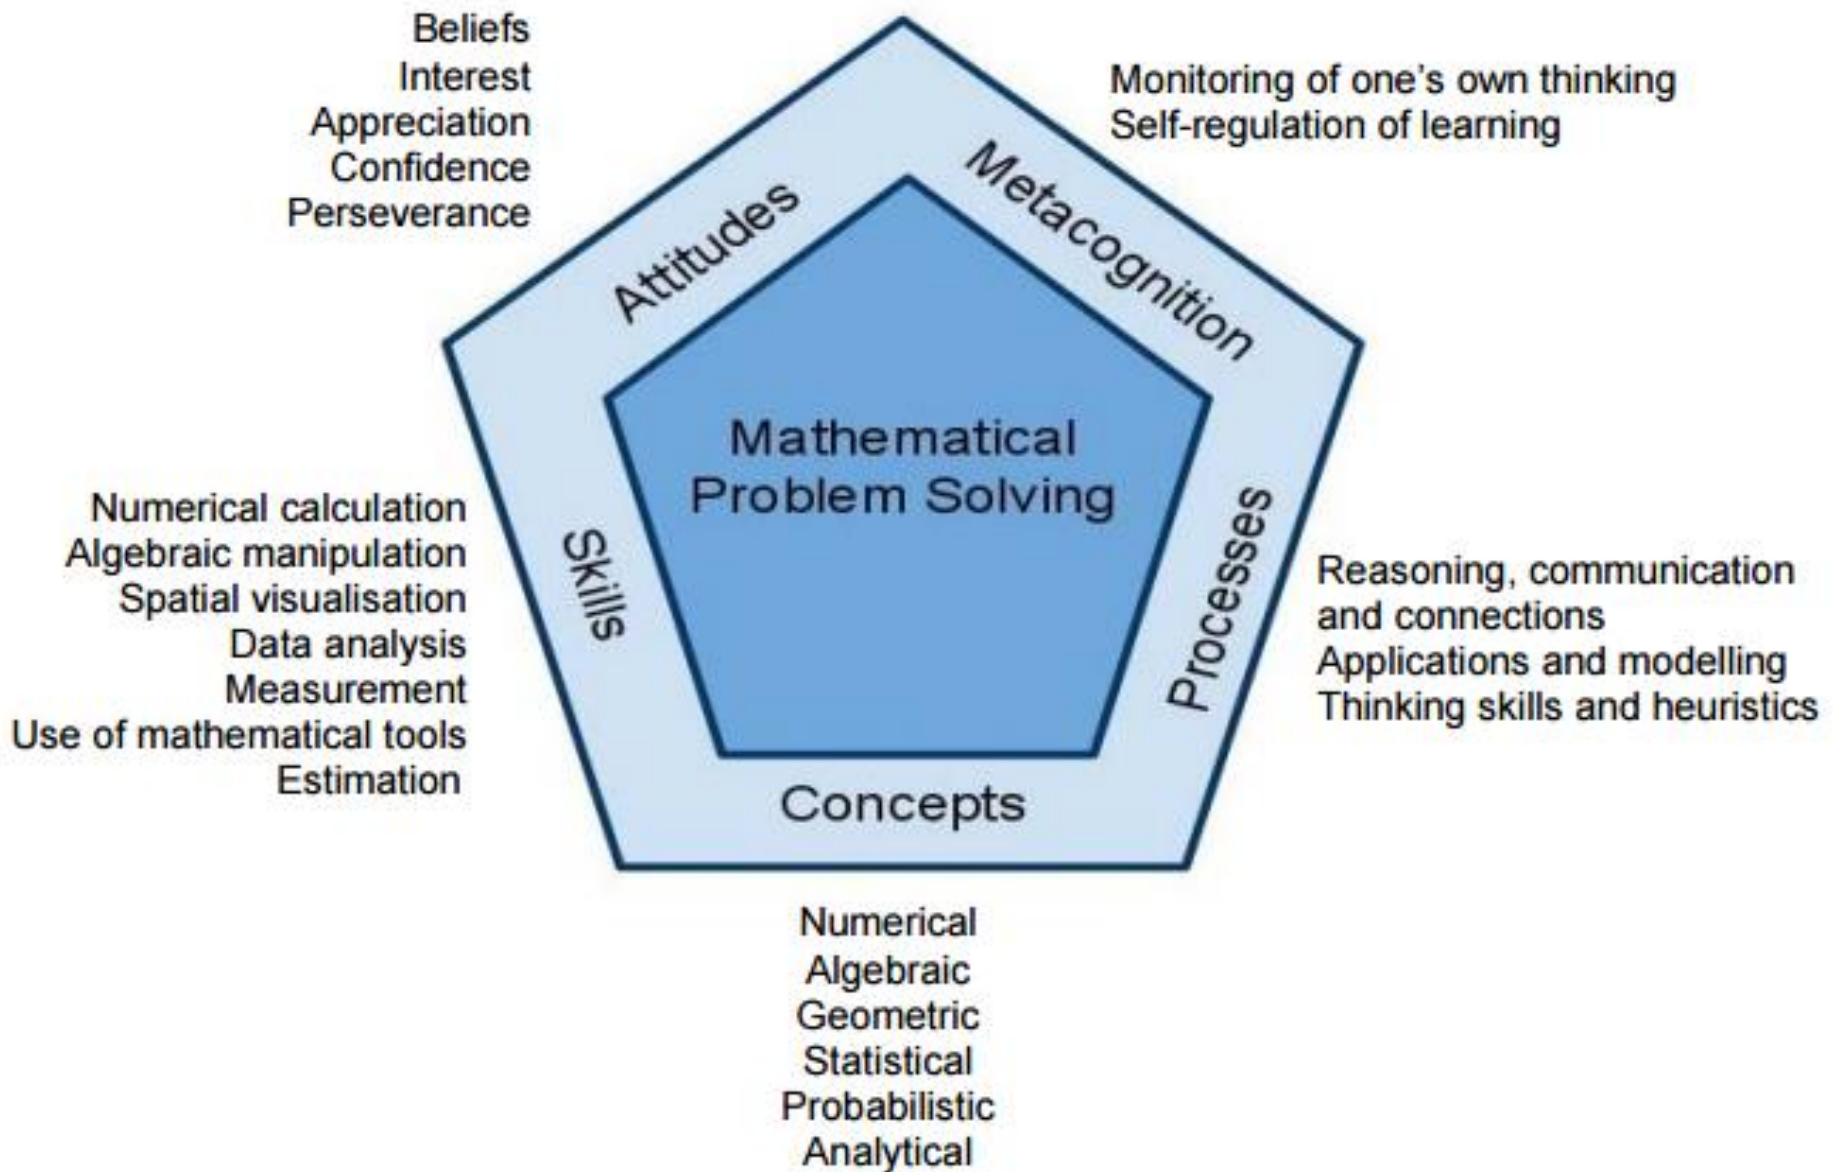 Beliefs
Interest
Appreciation
Confidence
Perseverance
Monitoring of one's own thinking
Self-regulation of learning
Attitudes
Metacognition
Mathematical
Problem Solving
Numerical calculation
Algebraic manipulation
Spatial visualisation
Data analysis
Measurement
Use of mathematical tools
Estimation
Skills
Processes
Reasoning, communication
and connections
Applications and modelling
Thinking skills and heuristics
Concepts
Numerical
Algebraic
Geometric
Statistical
Probabilistic
Analytical